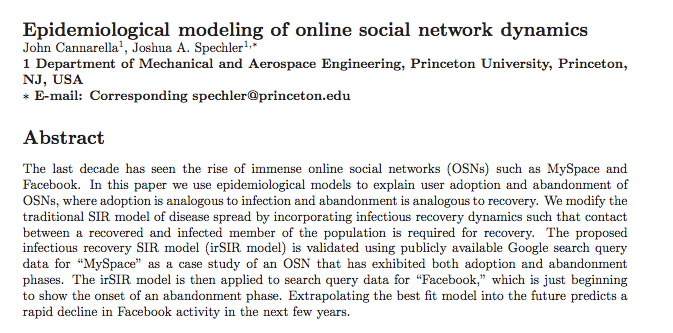 Epidemiological modeling of online social network dynamics
John Cannarella1, Joshua A. Spechler1,∗
1 Department of Mechanical and Aerospace Engineering, Princeton University, Princeton,
NJ, USA
∗ E-mail: Corresponding spechler@princeton.edu
Abstract
The last decade has seen the rise of immense online social networks (OSNs) such as MySpace and
Facebook. In this paper we use epidemiological models to explain user adoption and abandonment of
OSNs, where adoption is analogous to infection and abandonment is analogous to recovery. We modify the
traditional SIR model of disease spread by incorporating infectious recovery dynamics such that contact
between a recovered and infected member of the population is required for recovery. The proposed
infectious recovery SIR model (irSIR model) is validated using publicly available Google search query
data for “MySpace” as a case study of an OSN that has exhibited both adoption and abandonment
phases. The irSIR model is then applied to search query data for “Facebook,” which is just beginning
to show the onset of an abandonment phase. Extrapolating the best fit model into the future predicts a
rapid decline in Facebook activity in the next few years.